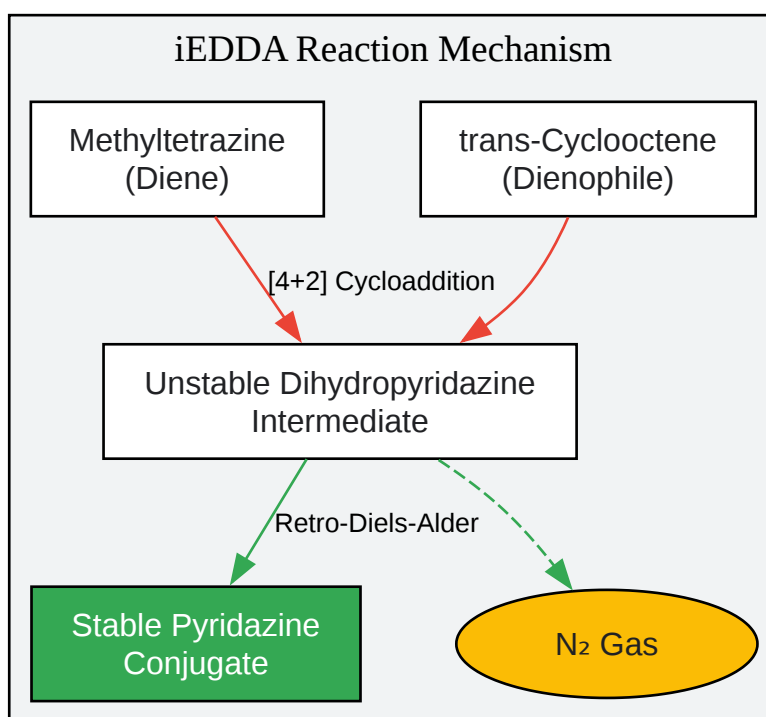 iEDDA Reaction Mechanism
Methyltetrazine
(Diene)
trans-Cyclooctene
(Dienophile)
[4+2] Cycloaddition
Unstable Dihydropyridazine
Intermediate
Retro-Diels-Alder
Stable Pyridazine
Conjugate
N₂ Gas